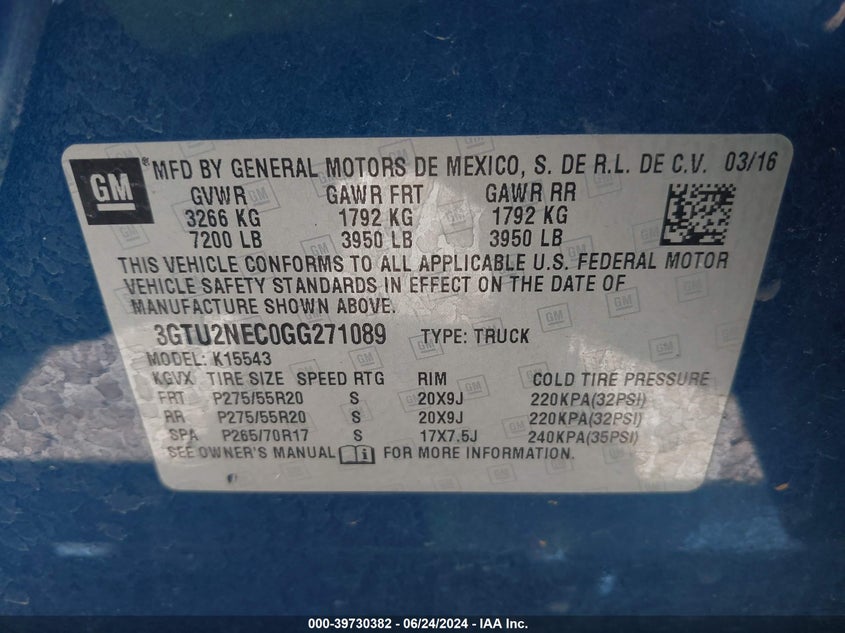 GM ® MFD BY GENERAL MOTORS DE MEXICO, S. DE R.L. DE C.V. 03/16
GVWR GAWR FRT GAWR RR
3266 KG 1792 KG 1792 KG
7200 LB 3950 LB 3950 LB
THIS VEHICLE CONFORMS TO ALL APPLICABLE U.S. FEDERAL MOTOR
VEHICLE SAFETY STANDARDS IN EFFECT ON THE DATE OF
MANUFACTURE SHOWN ABOVE.
3GTU2NEC0GG271089 TYPE: TRUCK
MODEL: K15543
KGVX TIRE SIZE SPEED RTG RIM COLD TIRE PRESSURE
FRT P275/55R20 S 20X9J 220KPA(32PSI)
RR P275/55R20 S 20X9J 220KPA(32PSI)
SPA P265/70R17 S 17X7.5J 240KPA(35PSI)
SEE OWNER'S MANUAL i FOR MORE INFORMATION.
000-39730382 - 06/24/2024 - IAA Inc.